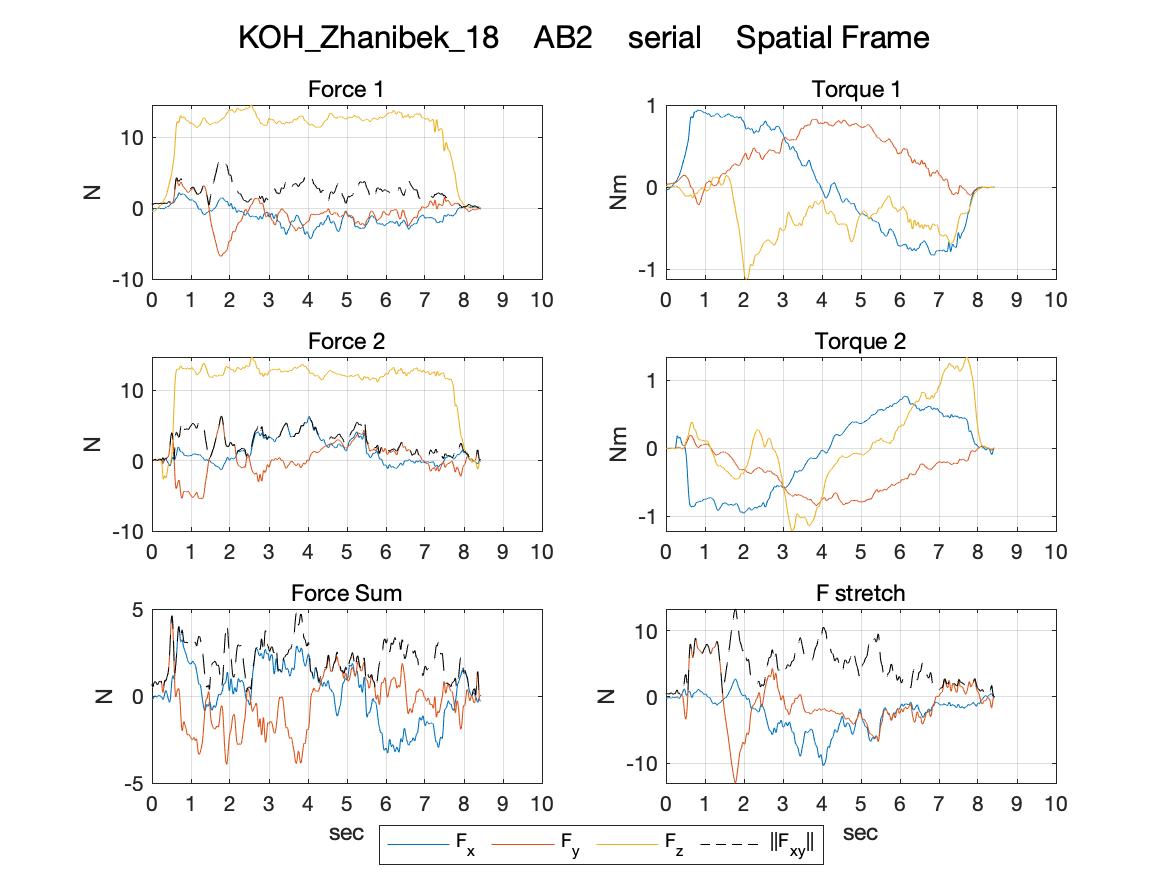 KOH_Zhanibek_18 AB2 serial Spatial Frame
Force 1
N
10
0
-10
0 1 2 3 4 5 6 7 8 9 10
Torque 1
Nm
1
0
-1
0 1 2 3 4 5 6 7 8 9 10
Force 2
N
10
0
-10
0 1 2 3 4 5 6 7 8 9 10
Torque 2
Nm
1
0
-1
0 1 2 3 4 5 6 7 8 9 10
Force Sum
N
5
0
-5
0 1 2 3 4 5 6 7 8 9 10
sec
F stretch
N
10
0
-10
0 1 2 3 4 5 6 7 8 9 10
sec
Fx Fy Fz ||Fxy||